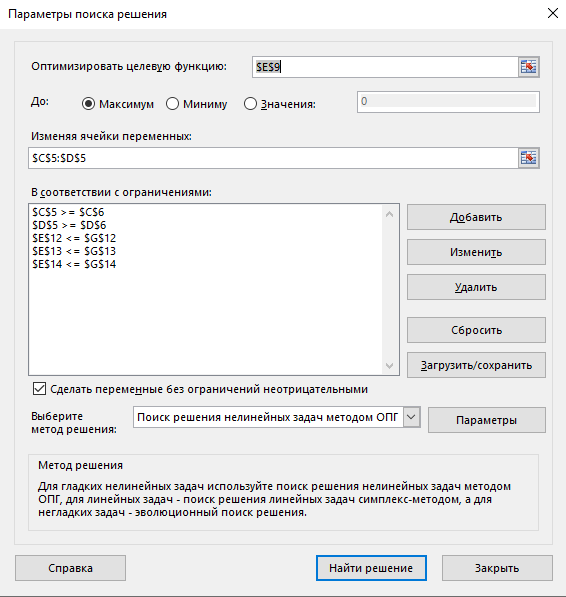 Параметры поиска решения
Оптимизировать целевую функцию:
$E$9
До:
Максимум
Миниму
Значения:
0
Изменяя ячейки переменных:
$C$5:$D$5
В соответствии с ограничениями:
$C$5 >= $C$6
$D$5 >= $D$6
$E$12 <= $G$12
$E$13 <= $G$13
$E$14 <= $G$14
Добавить
Изменить
Удалить
Сбросить
Загрузить/сохранить
Сделать переменные без ограничений неотрицательными
Выберите
метод решения:
Поиск решения нелинейных задач методом ОПГ
Параметры
Метод решения
Для гладких нелинейных задач используйте поиск решения нелинейных задач методом
ОПГ, для линейных задач - поиск решения линейных задач симплекс-методом, а для
негладких задач - эволюционный поиск решения.
Справка
Найти решение
Закрыть